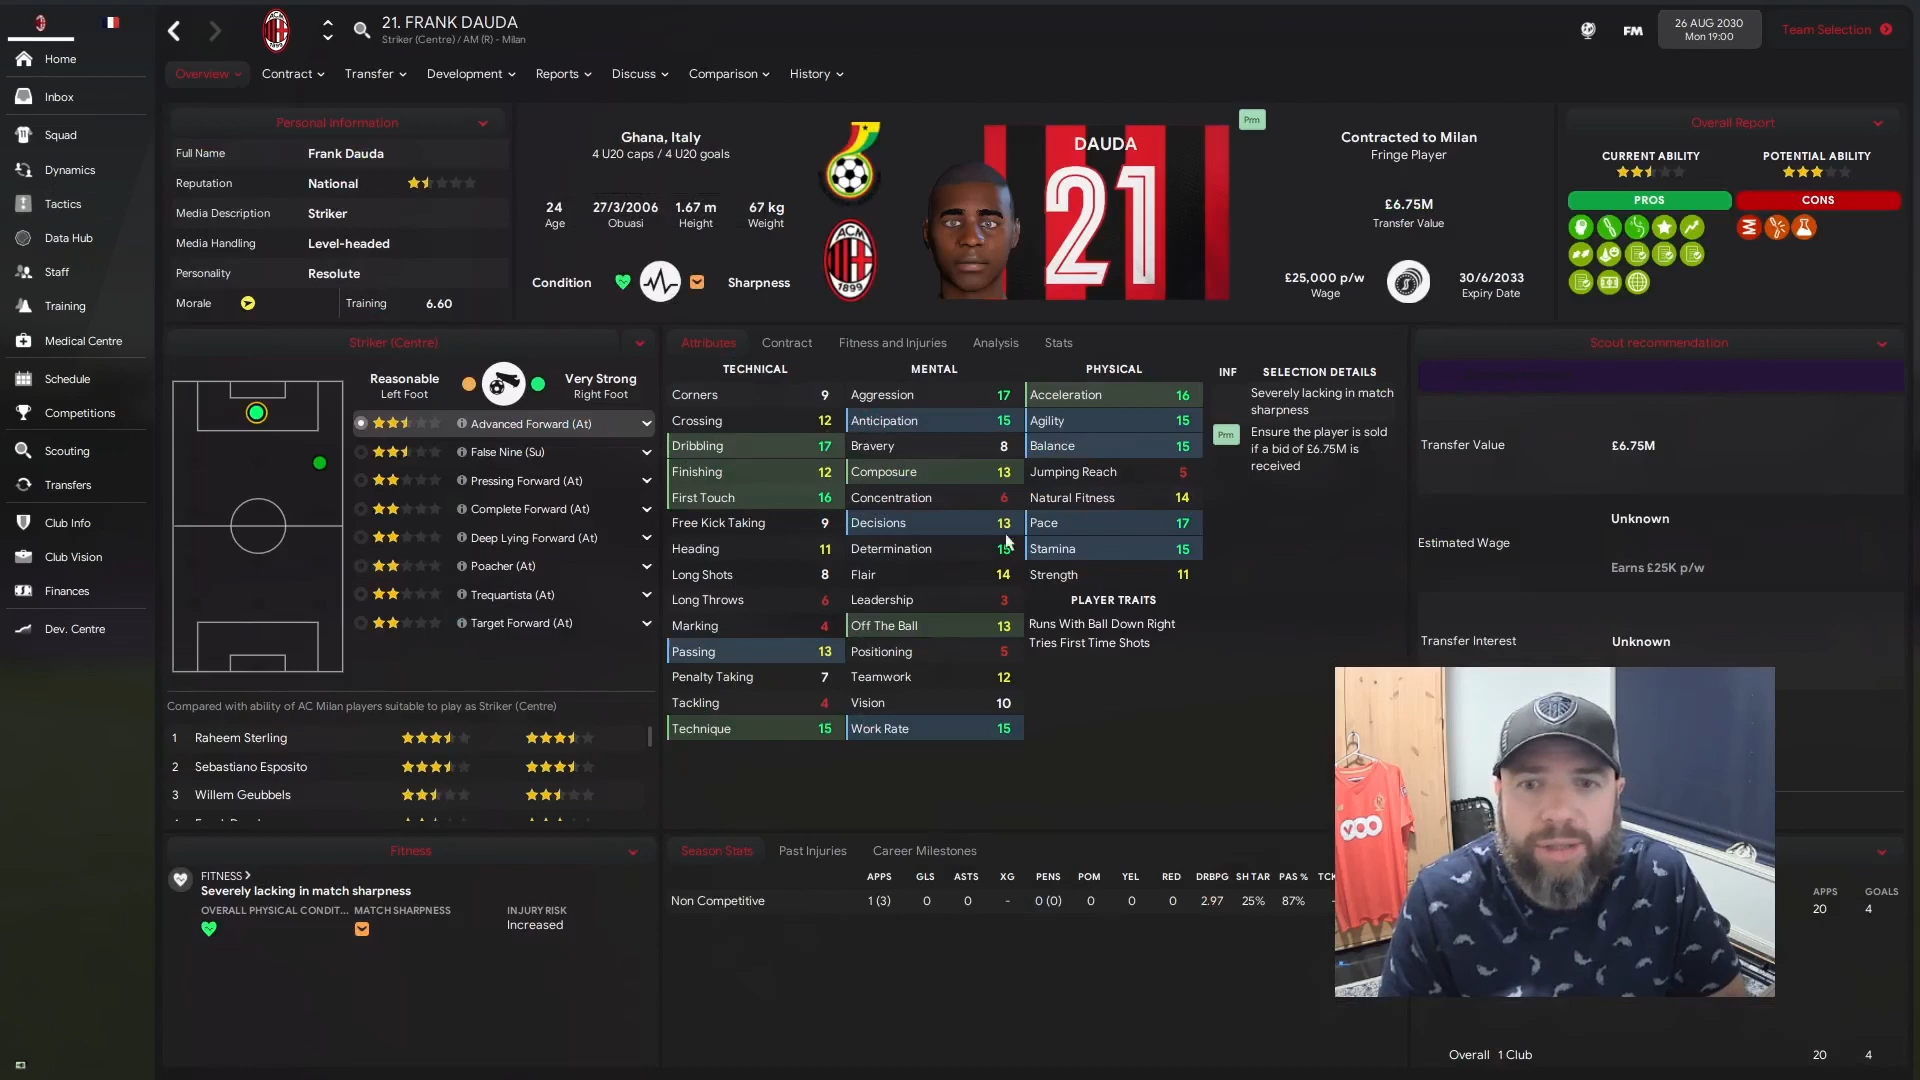 21. FRANK DAUDA
Striker (Centre) / AM (R) - Milan
FM
26 AUG 2030
Mon 19:00
Team Selection
Home
Inbox
Squad
Dynamics
Tactics
Data Hub
Staff
Training
Medical Centre
Schedule
Competitions
Scouting
Transfers
Club Info
Club Vision
Finances
Dev. Centre
Overview
Contract
Transfer
Development
Reports
Discuss
Comparison
History
Personal Information
Full Name Frank Dauda
Reputation National
Media Description Striker
Media Handling Level-headed
Personality Resolute
Morale
Training 6.60
Ghana, Italy
4 U20 caps / 4 U20 goals
24 27/3/2006 1.67 m 67 kg
Age Obuasi Height Weight
Condition Sharpness
ACM
1899
DAUDA
21
Prm
Contracted to Milan
Fringe Player
£6.75M
Transfer Value
£25,000 p/w
Wage
30/6/2033
Expiry Date
Overall Report
CURRENT ABILITY POTENTIAL ABILITY
PROS CONS
Striker (Centre)
Reasonable
Left Foot
Very Strong
Right Foot
Advanced Forward (At)
False Nine (Su)
Pressing Forward (At)
Complete Forward (At)
Deep Lying Forward (At)
Poacher (At)
Trequartista (At)
Target Forward (At)
Compared with ability of AC Milan players suitable to play as Striker (Centre)
1 Raheem Sterling
2 Sebastiano Esposito
3 Willem Geubbels
Attributes
Contract
Fitness and Injuries
Analysis
Stats
TECHNICAL
Corners 9
Crossing 12
Dribbling 17
Finishing 12
First Touch 16
Free Kick Taking 9
Heading 11
Long Shots 8
Long Throws 6
Marking 4
Passing 13
Penalty Taking 7
Tackling 4
Technique 15
MENTAL
Aggression 17
Anticipation 15
Bravery 8
Composure 13
Concentration 6
Decisions 13
Determination 15
Flair 14
Leadership 3
Off The Ball 13
Positioning 5
Teamwork 12
Vision 10
Work Rate 15
PHYSICAL
Acceleration 16
Agility 15
Balance 15
Jumping Reach 5
Natural Fitness 14
Pace 17
Stamina 15
Strength 11
PLAYER TRAITS
Runs With Ball Down Right
Tries First Time Shots
INF SELECTION DETAILS
Severely lacking in match
sharpness
Prm
Ensure the player is sold
if a bid of £6.75M is
received
Scout recommendation
Transfer Value £6.75M
Estimated Wage
Unknown
Earns £25K p/w
Transfer Interest Unknown
VOO
Fitness
FITNESS
Severely lacking in match sharpness
OVERALL PHYSICAL CONDIT... MATCH SHARPNESS
INJURY RISK
Increased
Season Stats
Past Injuries
Career Milestones
APPS GLS ASTS XG PENS POM YEL RED DRBPG SH TAR PAS % TCK
Non Competitive 1 (3) 0 0 - 0 (0) 0 0 0 2.97 25% 87% -
APPS GOALS
20 4
Overall 1 Club 20 4